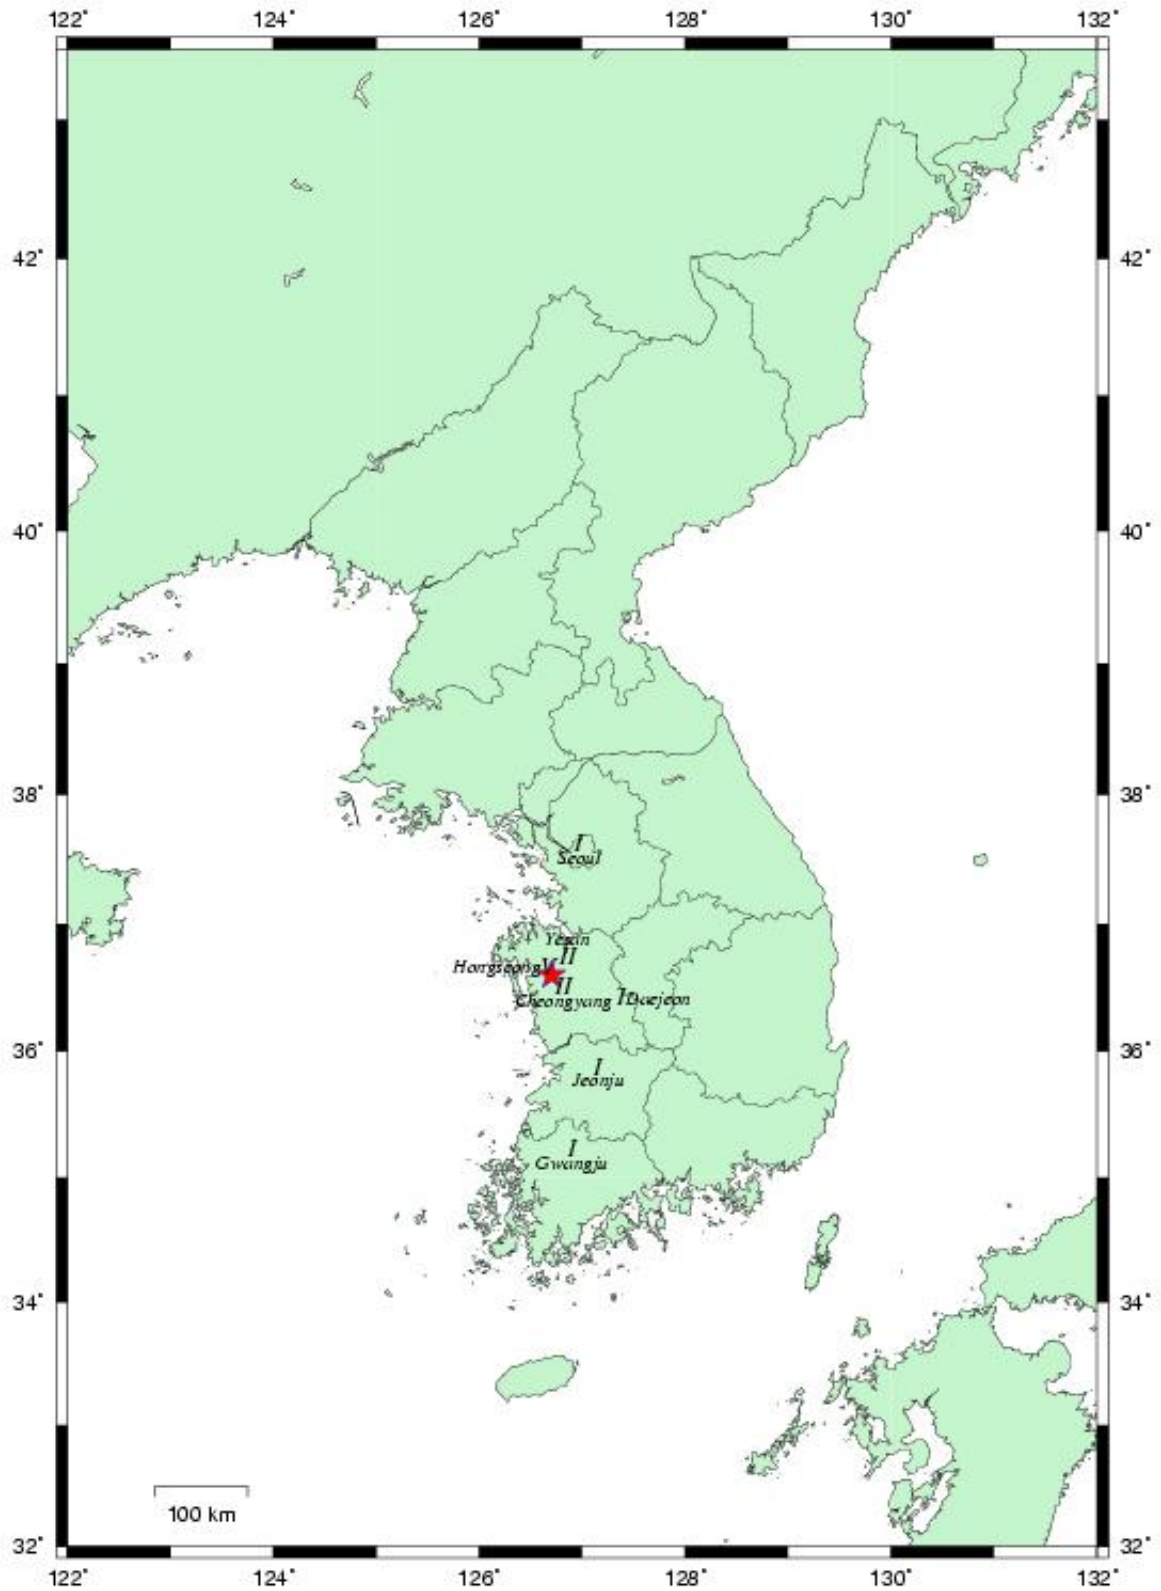 122° 124° 126° 128° 130° 132°
42° 42°
40° 40°
38° 38°
I
Seoul
Yesan
II
Hongseong V
II
Cheongyang I Daejeon
36° 36°
I
Jeonju
I
Gwangju
34° 34°
100 km
32° 32°
122° 124° 126° 128° 130° 132°